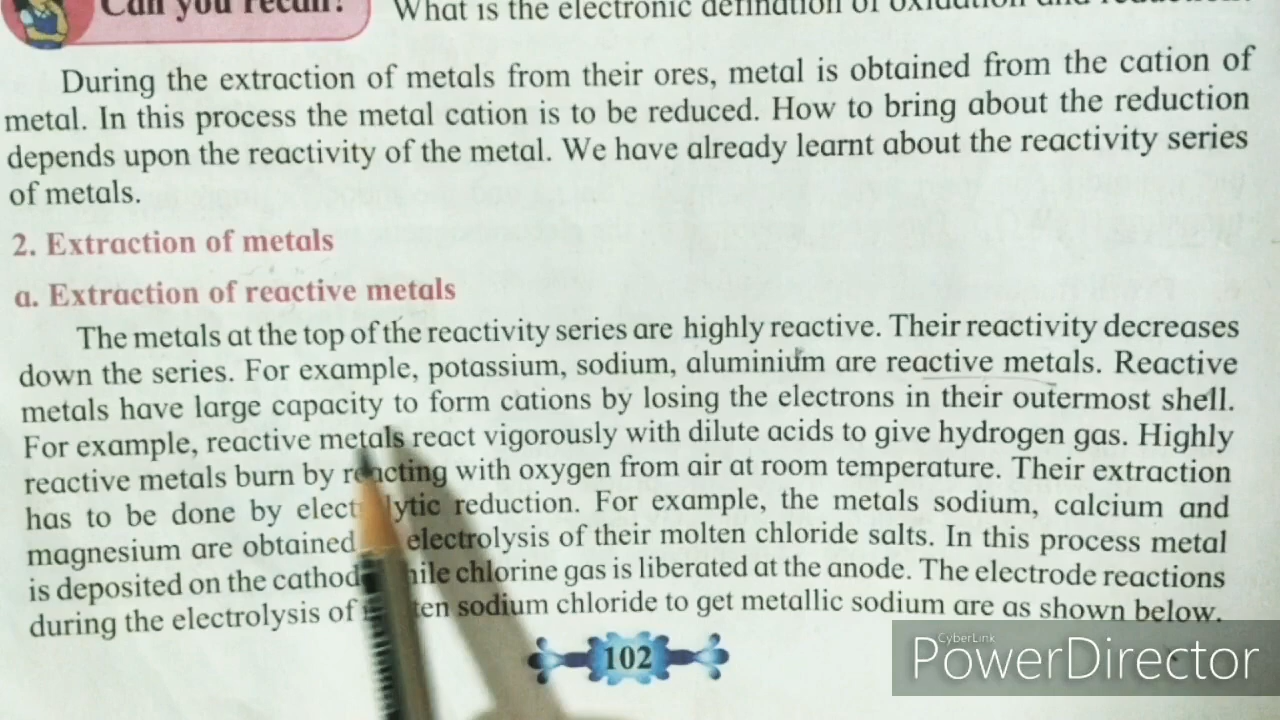 Can you recall? What is the electronic defination of oxidation and reduction?
During the extraction of metals from their ores, metal is obtained from the cation of
metal. In this process the metal cation is to be reduced. How to bring about the reduction
depends upon the reactivity of the metal. We have already learnt about the reactivity series
of metals.
2. Extraction of metals
a. Extraction of reactive metals
The metals at the top of the reactivity series are highly reactive. Their reactivity decreases
down the series. For example, potassium, sodium, aluminium are reactive metals. Reactive
metals have large capacity to form cations by losing the electrons in their outermost shell.
For example, reactive metals react vigorously with dilute acids to give hydrogen gas. Highly
reactive metals burn by reacting with oxygen from air at room temperature. Their extraction
has to be done by electrolytic reduction. For example, the metals sodium, calcium and
magnesium are obtained electrolysis of their molten chloride salts. In this process metal
is deposited on the cathode while chlorine gas is liberated at the anode. The electrode reactions
during the electrolysis of molten sodium chloride to get metallic sodium are as shown below.
102
CyberLink
PowerDirector